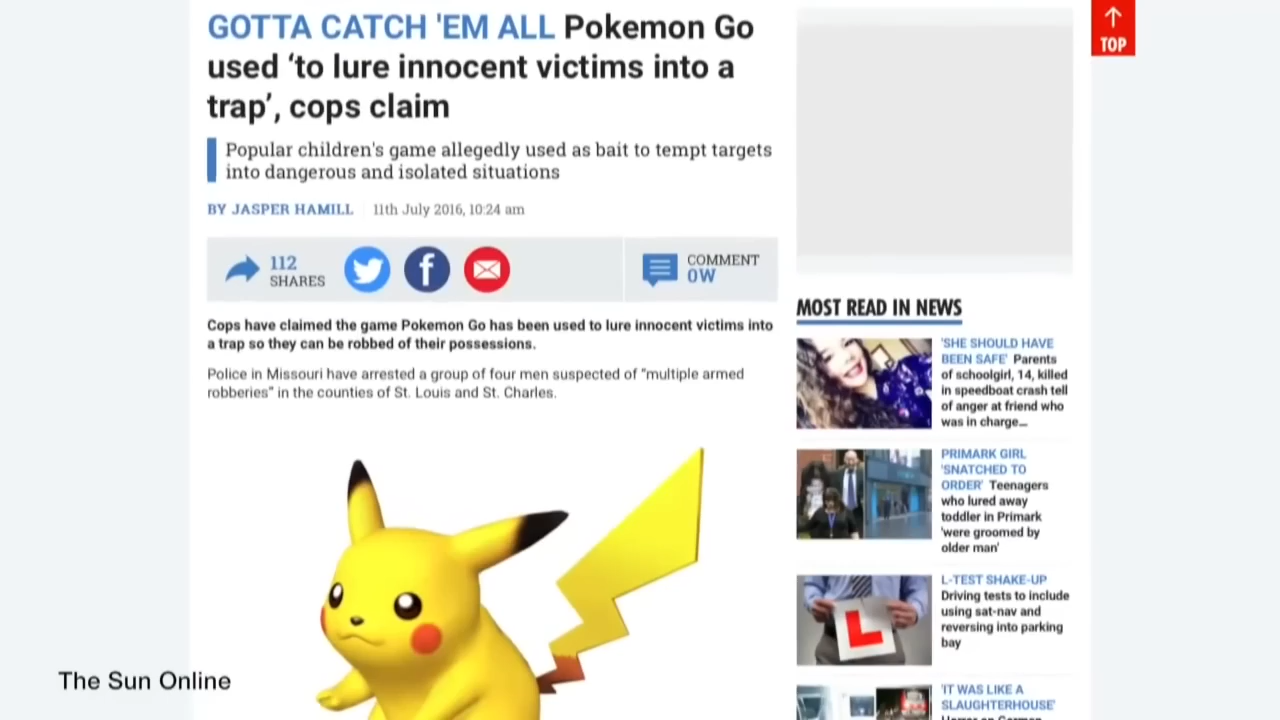 GOTTA CATCH 'EM ALL Pokemon Go
used ‘to lure innocent victims into a
trap’, cops claim
Popular children's game allegedly used as bait to tempt targets
into dangerous and isolated situations
BY JASPER HAMILL 11th July 2016, 10:24 am
112
SHARES
COMMENT
0W
Cops have claimed the game Pokemon Go has been used to lure innocent victims into
a trap so they can be robbed of their possessions.
Police in Missouri have arrested a group of four men suspected of “multiple armed
robberies” in the counties of St. Louis and St. Charles.
TOP
MOST READ IN NEWS
'SHE SHOULD HAVE
BEEN SAFE' Parents
of schoolgirl, 14, killed
in speedboat crash tell
of anger at friend who
was in charge...
PRIMARK GIRL
'SNATCHED TO
ORDER' Teenagers
who lured away
toddler in Primark
'were groomed by
older man'
L-TEST SHAKE-UP
Driving tests to include
using sat-nav and
reversing into parking
bay
L
'IT WAS LIKE A
SLAUGHTERHOUSE'
The Sun Online